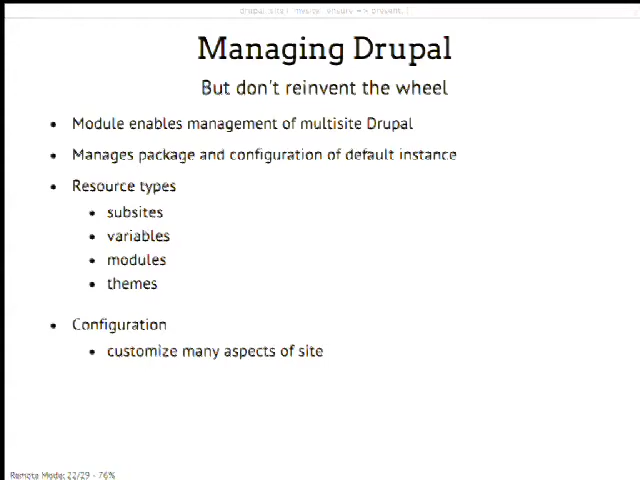 Managing Drupal
But don't reinvent the wheel
• Module enables management of multisite Drupal
• Manages package and configuration of default instance
• Resource types
• subsites
• variables
• modules
• themes
• Configuration
• customize many aspects of site
Remote Mode: 22/29 - 76%